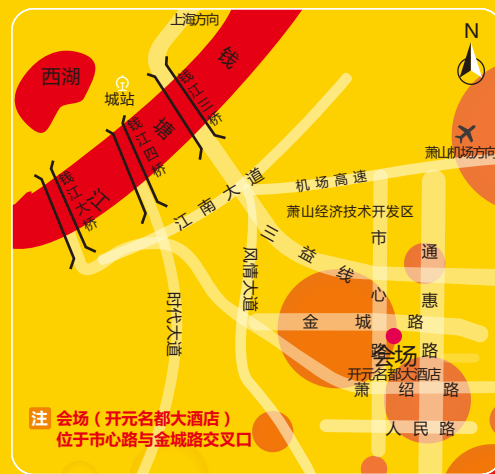 上海方向
N
西湖
城站
钱塘江
钱江三桥
钱江四桥
钱江大桥
萧山机场方向
江南大道
机场高速
萧山经济技术开发区
三益线
市心路
通惠路
风情大道
时代大道
金城路
会场
开元名都大酒店
萧绍路
人民路
注 会场（开元名都大酒店）
位于市心路与金城路交叉口